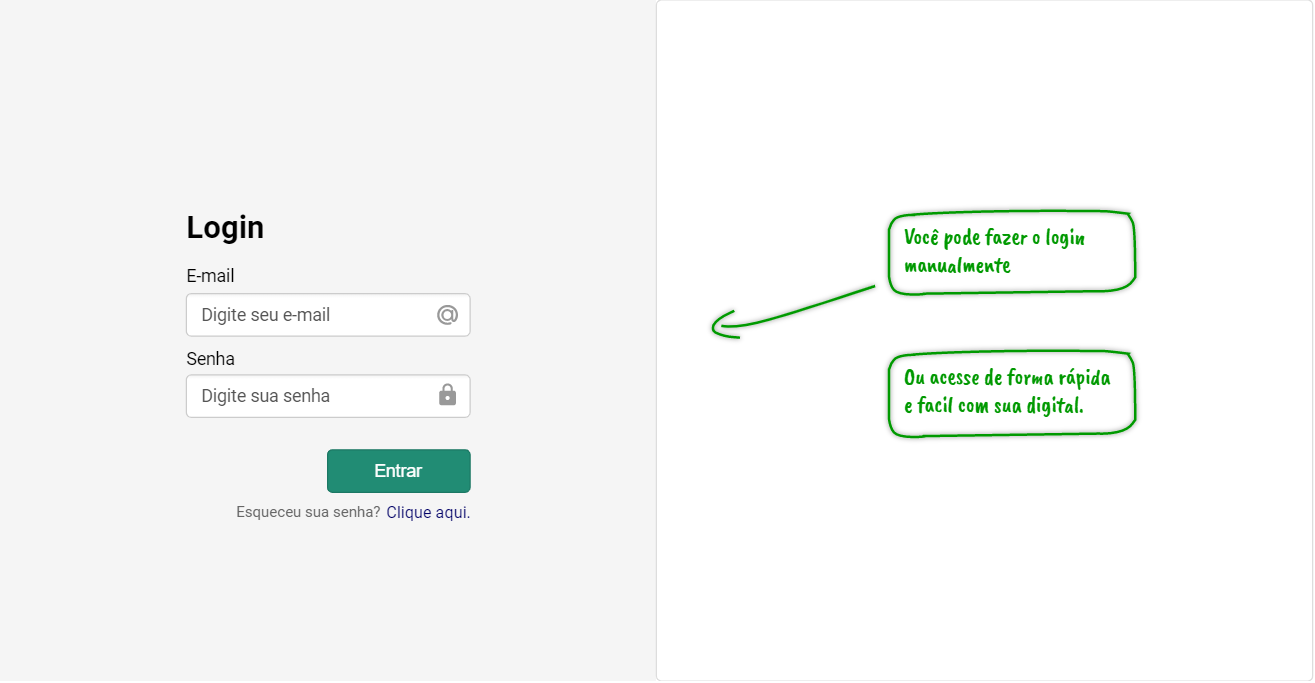 Login
E-mail
Digite seu e-mail
Senha
Digite sua senha
Entrar
Esqueceu sua senha? Clique aqui.
Você pode fazer o login
manualmente
Ou acesse de forma rápida
e facil com sua digital.